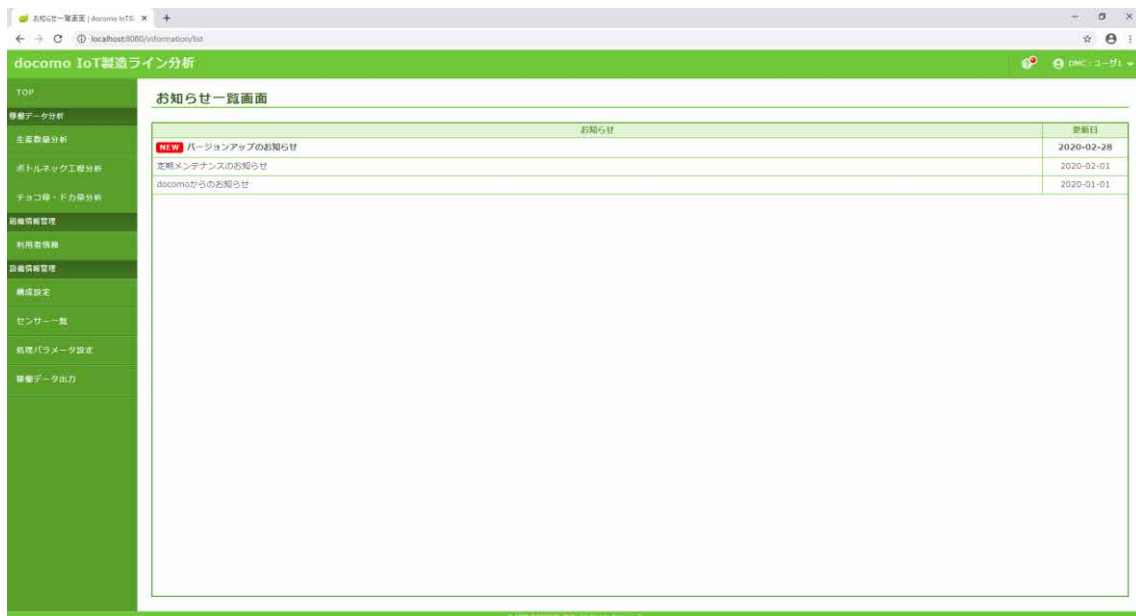 お知らせ一覧画面 | docomo IoT製
localhost:8080/information/list
docomo IoT製造ライン分析
DMC：ユーザ1
TOP
稼働データ分析
生産数量分析
ボトルネック工程分析
チョコ停・ドカ停分析
組織情報管理
利用者情報
設備情報管理
構成設定
センサー一覧
処理パラメータ設定
稼働データ出力
お知らせ一覧画面
お知らせ 更新日
NEW バージョンアップのお知らせ 2020-02-28
定期メンテナンスのお知らせ 2020-02-01
docomoからのお知らせ 2020-01-01